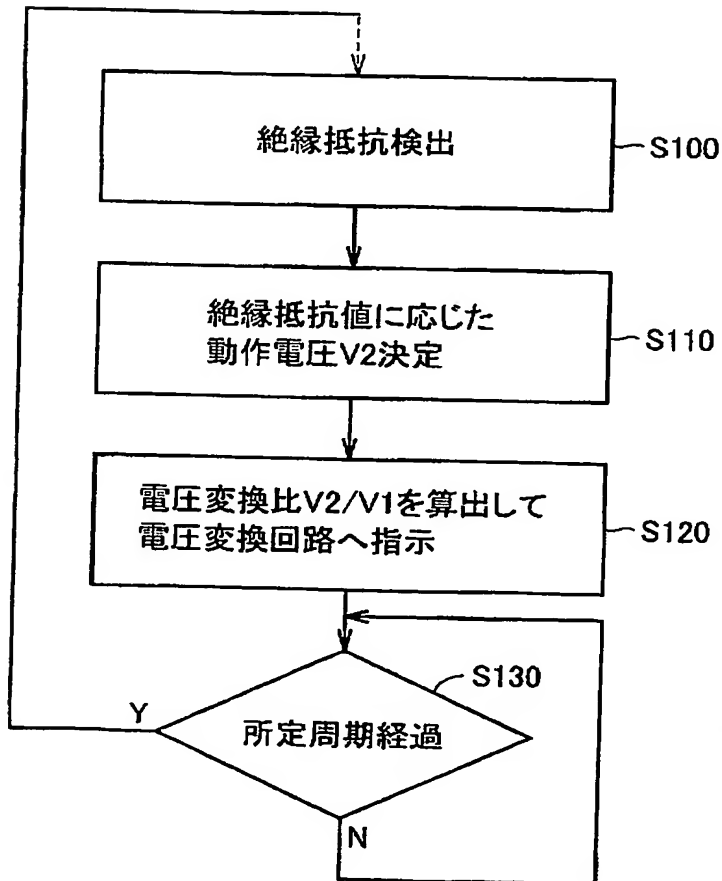 絶縁抵抗検出
S100
絶縁抵抗値に応じた
動作電圧V2決定
S110
電圧変換比V2/V1を算出して
電圧変換回路へ指示
S120
S130
Y
所定周期経過
N